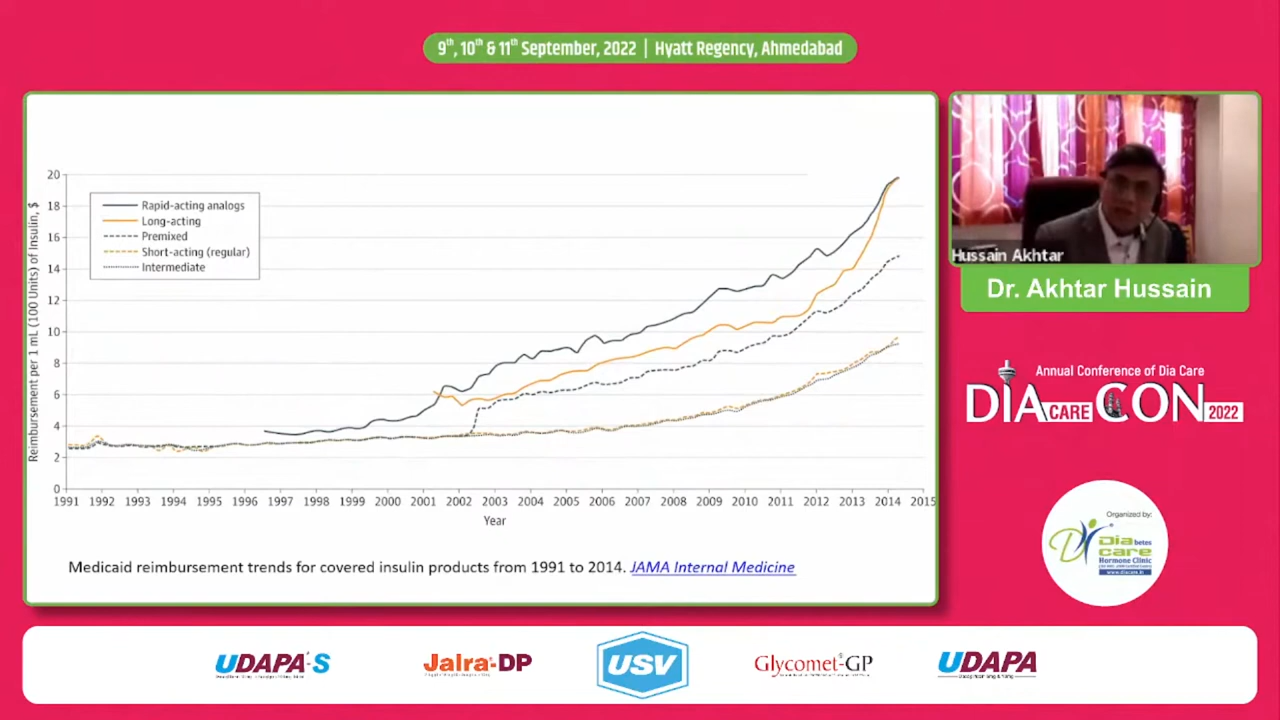 9th, 10th & 11th September, 2022 | Hyatt Regency, Ahmedabad
Reimbursement per 1 mL (100 Units) of Insulin, $
20
18
16
14
12
10
8
6
4
2
0
Rapid-acting analogs
Long-acting
Premixed
Short-acting (regular)
Intermediate
1991 1992 1993 1994 1995 1996 1997 1998 1999 2000 2001 2002 2003 2004 2005 2006 2007 2008 2009 2010 2011 2012 2013 2014 2015
Year
Medicaid reimbursement trends for covered insulin products from 1991 to 2014. JAMA Internal Medicine
Hussain Akhtar
Dr. Akhtar Hussain
Annual Conference of Dia Care
DIA CARE CON 2022
Organized by:
Diabetes
care
Hormone Clinic
www.diacare.in
UDAPA-S
Jalra-DP
USV
Glycomet-GP
UDAPA